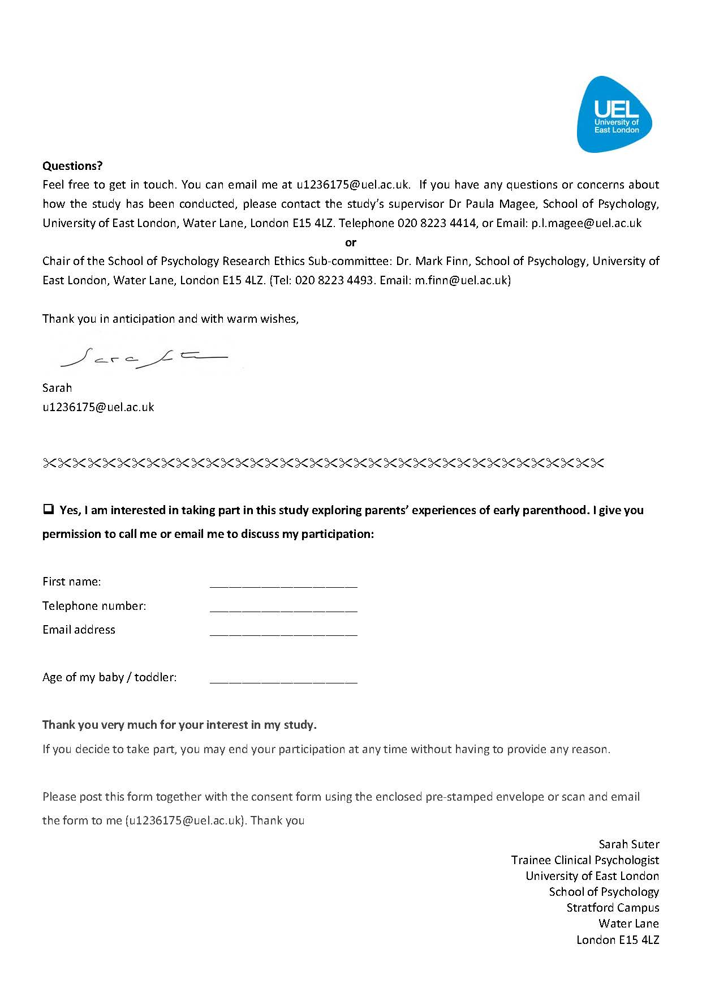 UEL
University of
East London
Questions?
Feel free to get in touch. You can email me at u1236175@uel.ac.uk.  If you have any questions or concerns about
how the study has been conducted, please contact the study’s supervisor Dr Paula Magee, School of Psychology,
University of East London, Water Lane, London E15 4LZ. Telephone 020 8223 4414, or Email: p.l.magee@uel.ac.uk
or
Chair of the School of Psychology Research Ethics Sub-committee: Dr. Mark Finn, School of Psychology, University of
East London, Water Lane, London E15 4LZ. (Tel: 020 8223 4493. Email: m.finn@uel.ac.uk)
Thank you in anticipation and with warm wishes,
Sarah
u1236175@uel.ac.uk
❑ Yes, I am interested in taking part in this study exploring parents’ experiences of early parenthood. I give you
permission to call me or email me to discuss my participation:
First name: _______________________
Telephone number: _______________________
Email address _______________________
Age of my baby / toddler: _______________________
Thank you very much for your interest in my study.
If you decide to take part, you may end your participation at any time without having to provide any reason.
Please post this form together with the consent form using the enclosed pre-stamped envelope or scan and email
the form to me (u1236175@uel.ac.uk). Thank you
Sarah Suter
Trainee Clinical Psychologist
University of East London
School of Psychology
Stratford Campus
Water Lane
London E15 4LZ